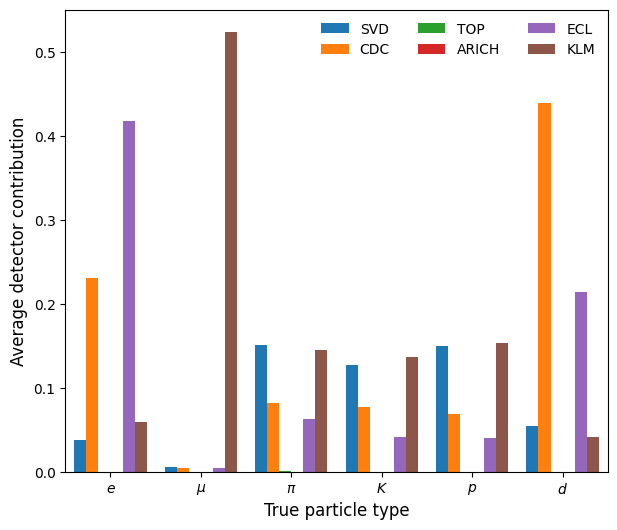 SVD TOP ECL
CDC ARICH KLM
Average detector contribution
0.5
0.4
0.3
0.2
0.1
0.0
e μ π K p d
True particle type